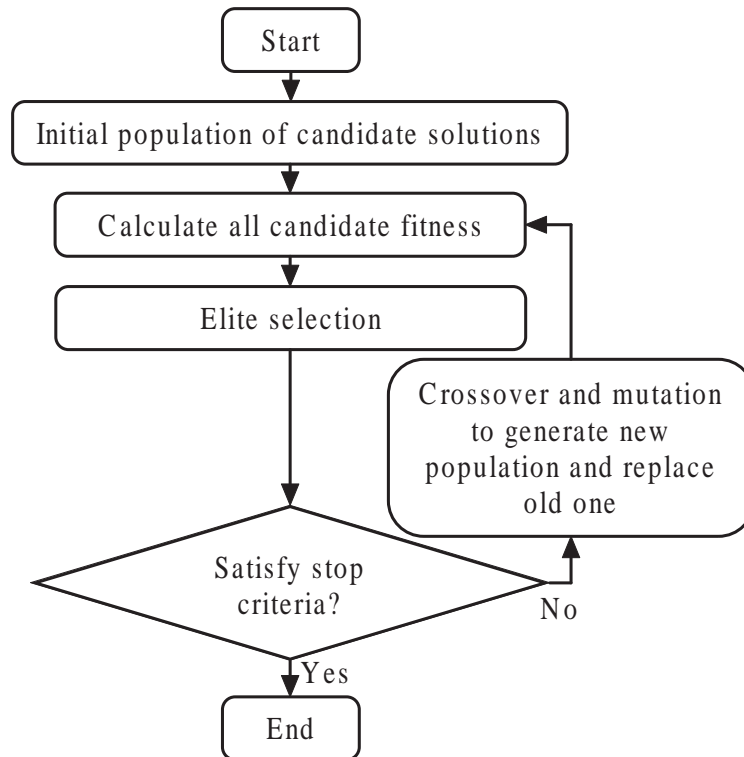 Start
Initial population of candidate solutions
Calculate all candidate fitness
Elite selection
Crossover and mutation
to generate new
population and replace
old one
Satisfy stop
criteria?
No
Yes
End